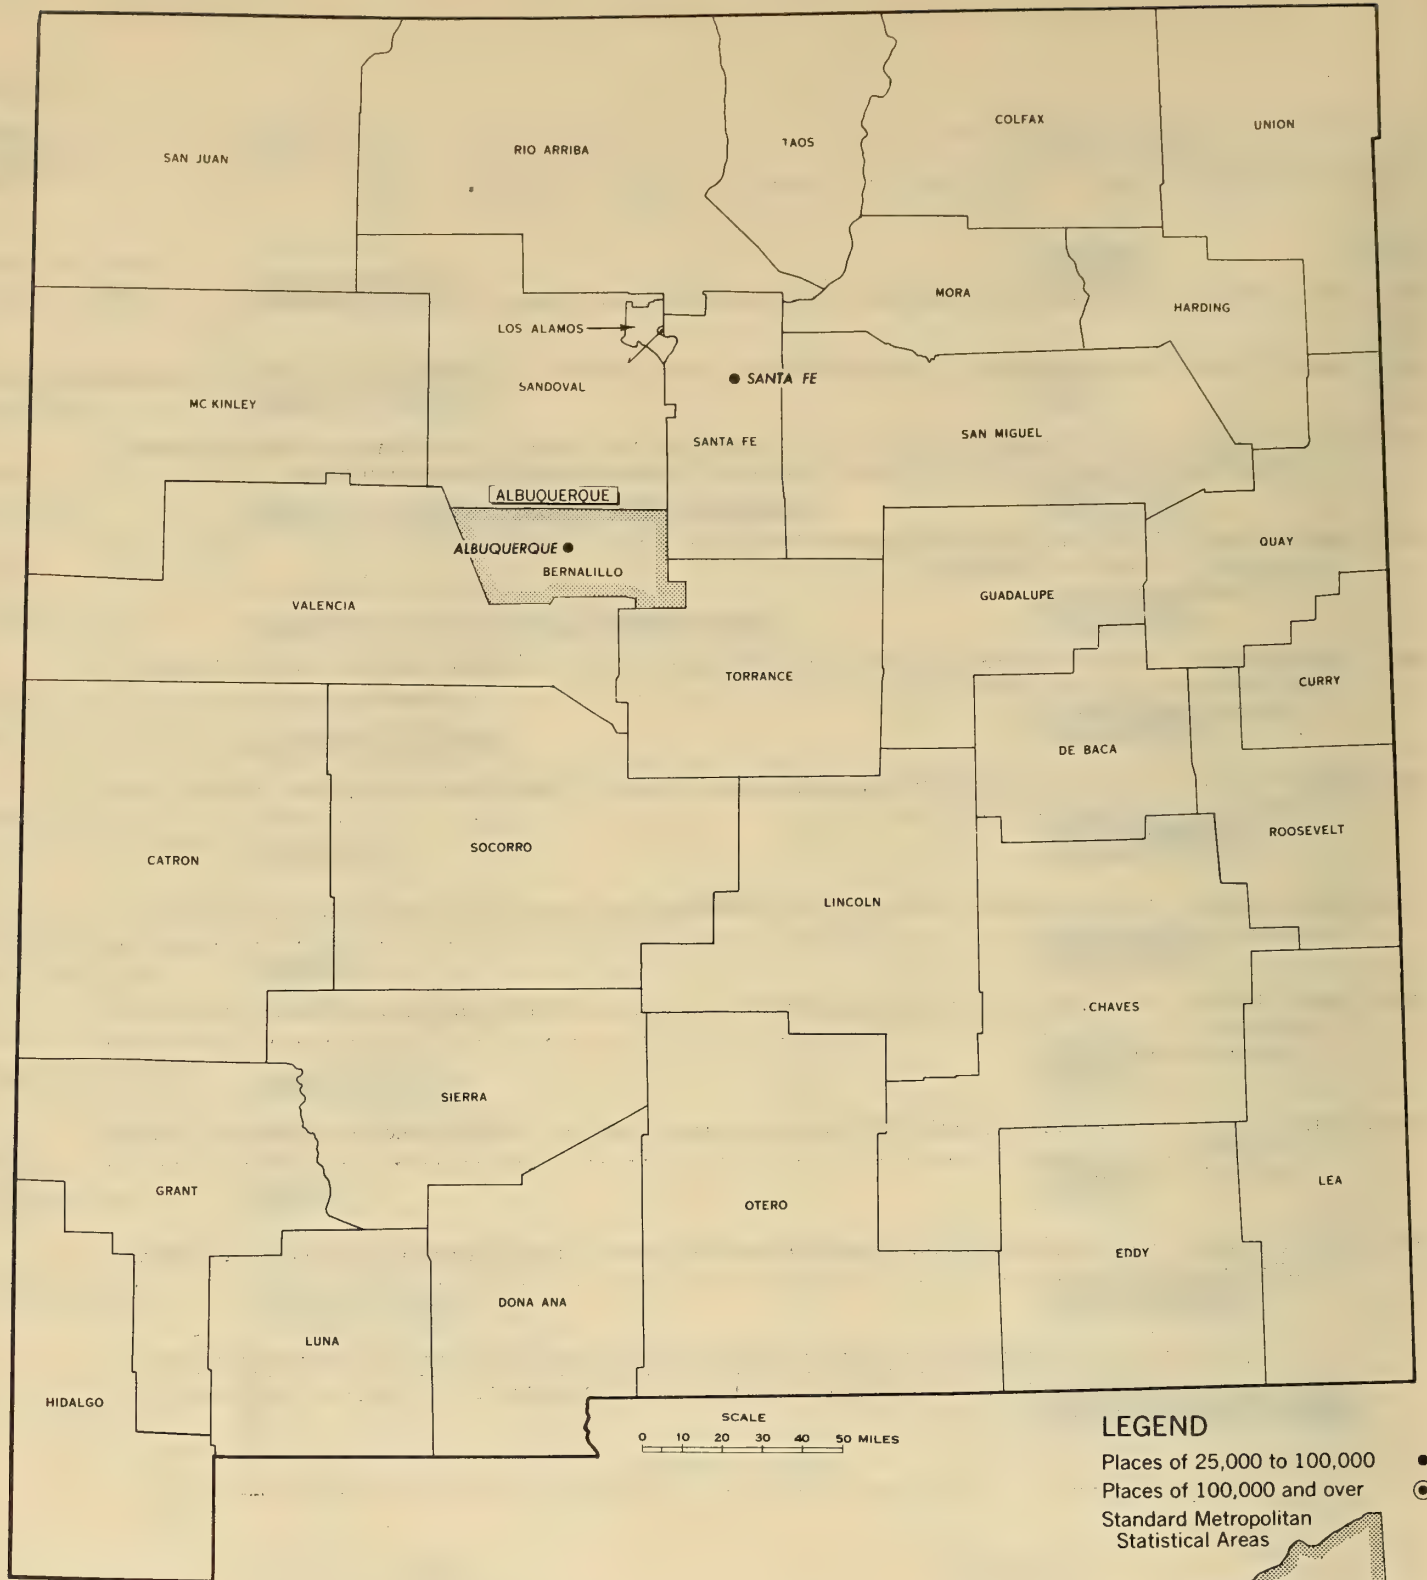 SAN JUAN
RIO ARRIBA
TAOS
COLFAX
UNION
MORA
HARDING
LOS ALAMOS
SANDOVAL
SANTA FE
MC KINLEY
SANTA FE
SAN MIGUEL
ALBUQUERQUE
ALBUQUERQUE
BERNALILLO
QUAY
VALENCIA
GUADALUPE
TORRANCE
CURRY
DE BACA
CATRON
SOCORRO
ROOSEVELT
LINCOLN
CHAVES
SIERRA
GRANT
OTERO
LEA
EDDY
DONA ANA
LUNA
HIDALGO
SCALE
0 10 20 30 40 50 MILES
LEGEND
Places of 25,000 to 100,000
Places of 100,000 and over
Standard Metropolitan
Statistical Areas